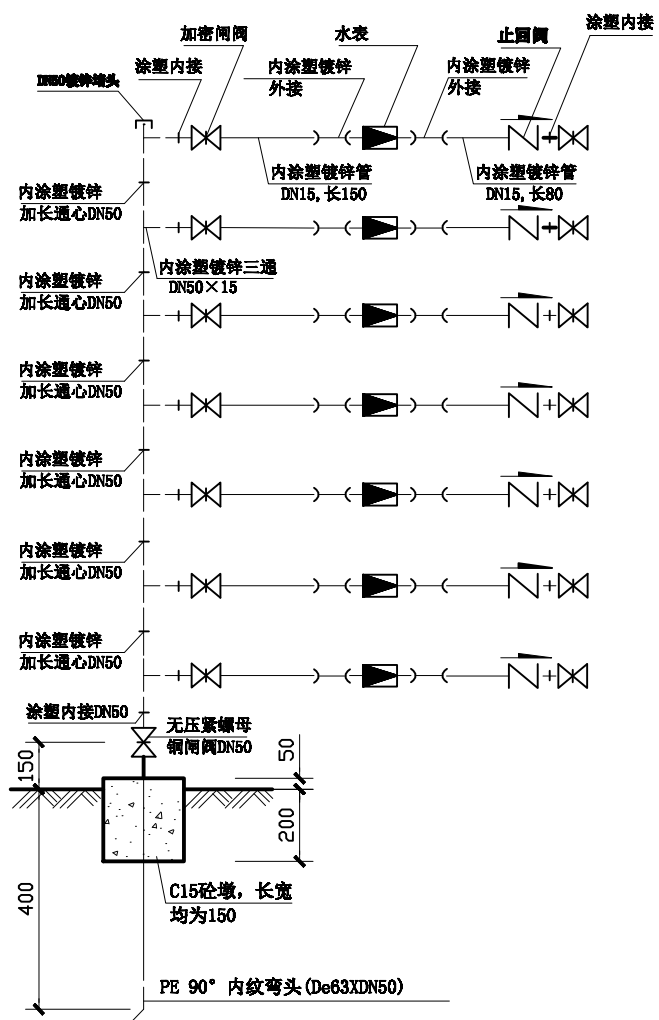 加密闸阀
水表
止回阀
涂塑内接
涂塑内接
内涂塑镀锌
外接
内涂塑镀锌
外接
DN50镀锌堵头
内涂塑镀锌管
DN15,长150
内涂塑镀锌管
DN15,长80
内涂塑镀锌
加长通心DN50
内涂塑镀锌三通
DN50×15
内涂塑镀锌
加长通心DN50
内涂塑镀锌
加长通心DN50
内涂塑镀锌
加长通心DN50
内涂塑镀锌
加长通心DN50
内涂塑镀锌
加长通心DN50
涂塑内接DN50
无压紧螺母
铜闸阀DN50
150
50
200
400
C15砼墩，长宽
均为150
PE 90° 内纹弯头(De63XDN50)